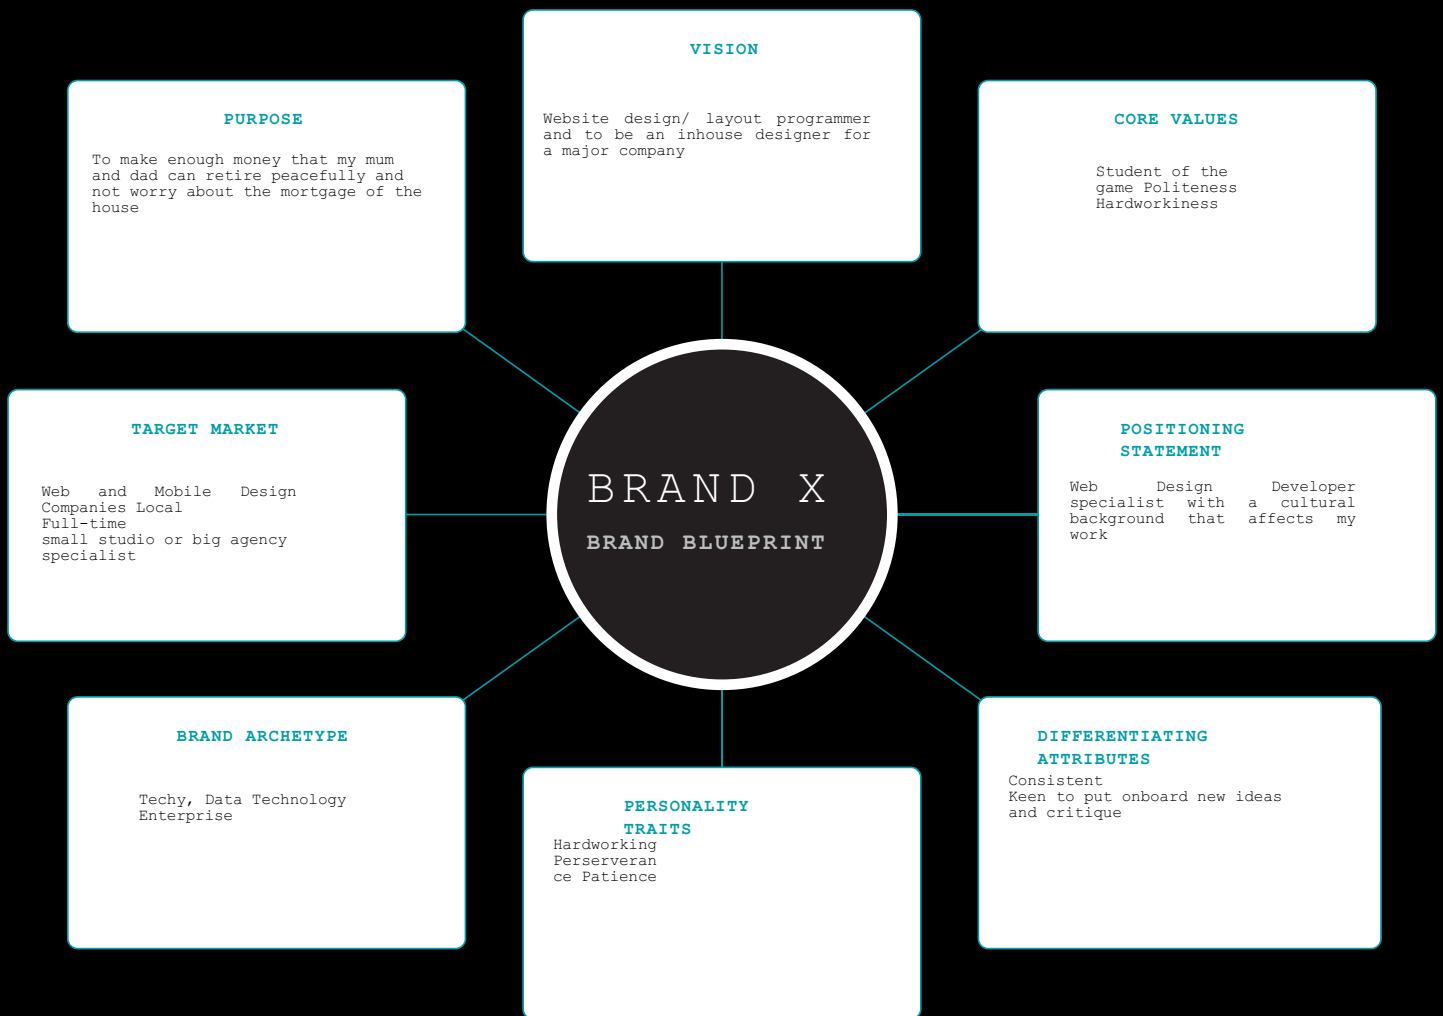 VISION
Website design/ layout programmer
and to be an inhouse designer for
a major company
PURPOSE
To make enough money that my mum
and dad can retire peacefully and
not worry about the mortgage of the
house
CORE VALUES
Student of the
game Politeness
Hardworkiness
TARGET MARKET
Web and Mobile Design
Companies Local
Full-time
small studio or big agency
specialist
BRAND X
BRAND BLUEPRINT
POSITIONING
STATEMENT
Web Design Developer
specialist with a cultural
background that affects my
work
BRAND ARCHETYPE
Techy, Data Technology
Enterprise
PERSONALITY
TRAITS
Hardworking
Perserveran
ce Patience
DIFFERENTIATING
ATTRIBUTES
Consistent
Keen to put onboard new ideas
and critique